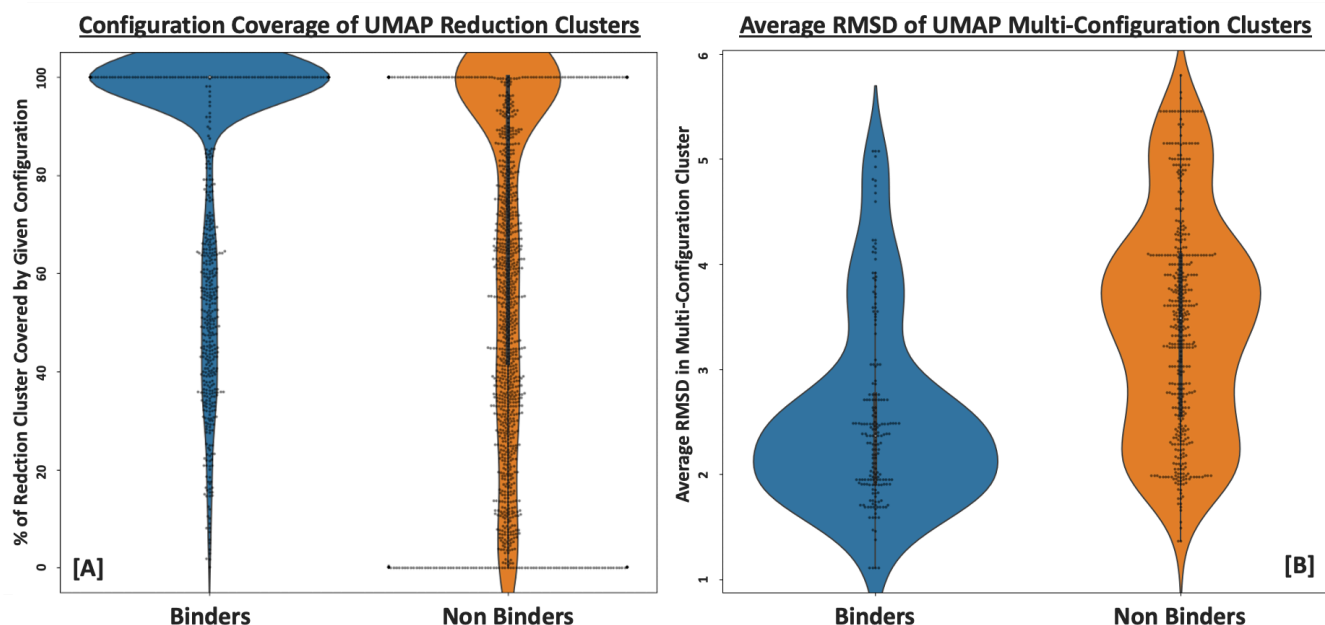 Configuration Coverage of UMAP Reduction Clusters
% of Redction Cluster Covered by Given Configuration
100
80
60
40
20
0
[A]
Binders
Non Binders
Average RMSD of UMAP Multi-Configuration Clusters
Average RMSD in Multi-Configuration Cluster
6
5
4
3
2
1
[B]
Binders
Non Binders